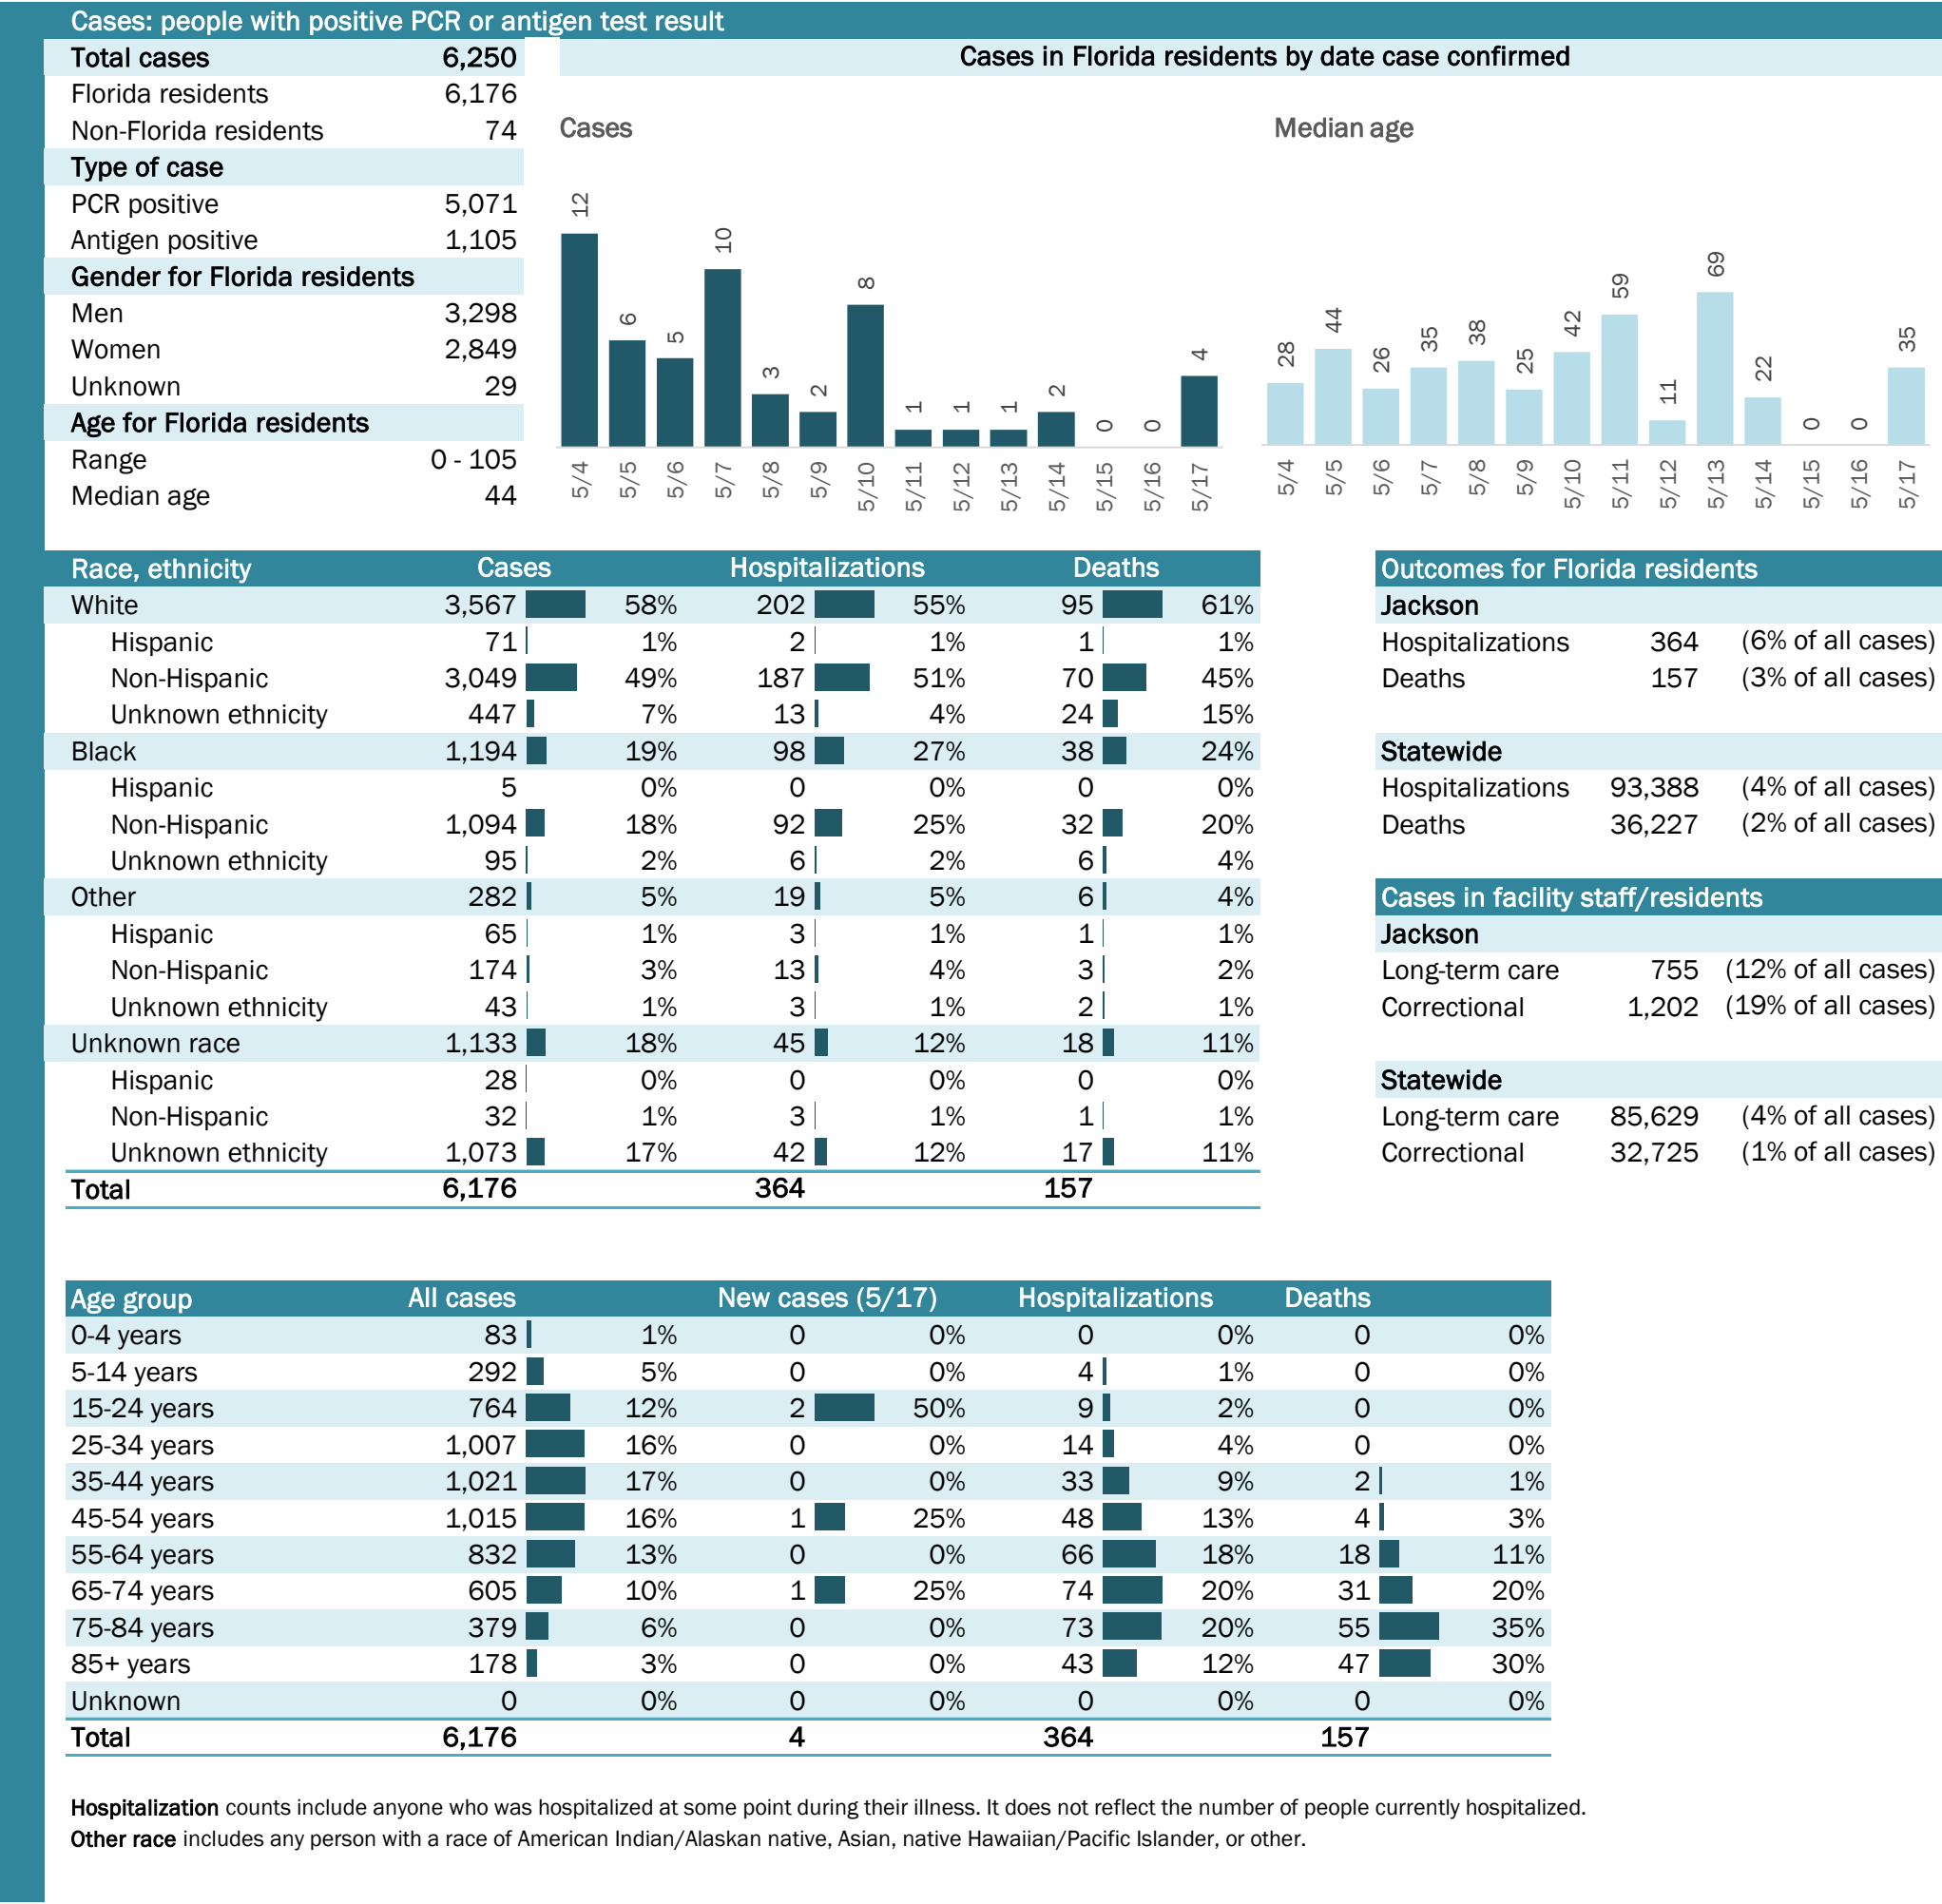 Cases: people with positive PCR or antigen test result
Total cases 6,250
Florida residents 6,176
Non-Florida residents 74
Type of case
PCR positive 5,071
Antigen positive 1,105
Gender for Florida residents
Men 3,298
Women 2,849
Unknown 29
Age for Florida residents
Range 0 - 105
Median age 44
Cases in Florida residents by date case confirmed
Cases
12 6 5 10 3 2 8 1 1 1 2 0 0 4
5/4 5/5 5/6 5/7 5/8 5/9 5/10 5/11 5/12 5/13 5/14 5/15 5/16 5/17
Median age
28 44 26 35 38 25 42 59 11 69 22 0 0 35
5/4 5/5 5/6 5/7 5/8 5/9 5/10 5/11 5/12 5/13 5/14 5/15 5/16 5/17
Race, ethnicity Cases Hospitalizations Deaths
White 3,567 58% 202 55% 95 61%
Hispanic 71 1% 2 1% 1 1%
Non-Hispanic 3,049 49% 187 51% 70 45%
Unknown ethnicity 447 7% 13 4% 24 15%
Black 1,194 19% 98 27% 38 24%
Hispanic 5 0% 0 0% 0 0%
Non-Hispanic 1,094 18% 92 25% 32 20%
Unknown ethnicity 95 2% 6 2% 6 4%
Other 282 5% 19 5% 6 4%
Hispanic 65 1% 3 1% 1 1%
Non-Hispanic 174 3% 13 4% 3 2%
Unknown ethnicity 43 1% 3 1% 2 1%
Unknown race 1,133 18% 45 12% 18 11%
Hispanic 28 0% 0 0% 0 0%
Non-Hispanic 32 1% 3 1% 1 1%
Unknown ethnicity 1,073 17% 42 12% 17 11%
Total 6,176 364 157
Outcomes for Florida residents
Jackson
Hospitalizations 364 (6% of all cases)
Deaths 157 (3% of all cases)
Statewide
Hospitalizations 93,388 (4% of all cases)
Deaths 36,227 (2% of all cases)
Cases in facility staff/residents
Jackson
Long-term care 755 (12% of all cases)
Correctional 1,202 (19% of all cases)
Statewide
Long-term care 85,629 (4% of all cases)
Correctional 32,725 (1% of all cases)
Age group All cases New cases (5/17) Hospitalizations Deaths
0-4 years 83 1% 0 0% 0 0% 0 0%
5-14 years 292 5% 0 0% 4 1% 0 0%
15-24 years 764 12% 2 50% 9 2% 0 0%
25-34 years 1,007 16% 0 0% 14 4% 0 0%
35-44 years 1,021 17% 0 0% 33 9% 2 1%
45-54 years 1,015 16% 1 25% 48 13% 4 3%
55-64 years 832 13% 0 0% 66 18% 18 11%
65-74 years 605 10% 1 25% 74 20% 31 20%
75-84 years 379 6% 0 0% 73 20% 55 35%
85+ years 178 3% 0 0% 43 12% 47 30%
Unknown 0 0% 0 0% 0 0% 0 0%
Total 6,176 4 364 157
Hospitalization counts include anyone who was hospitalized at some point during their illness. It does not reflect the number of people currently hospitalized.
Other race includes any person with a race of American Indian/Alaskan native, Asian, native Hawaiian/Pacific Islander, or other.